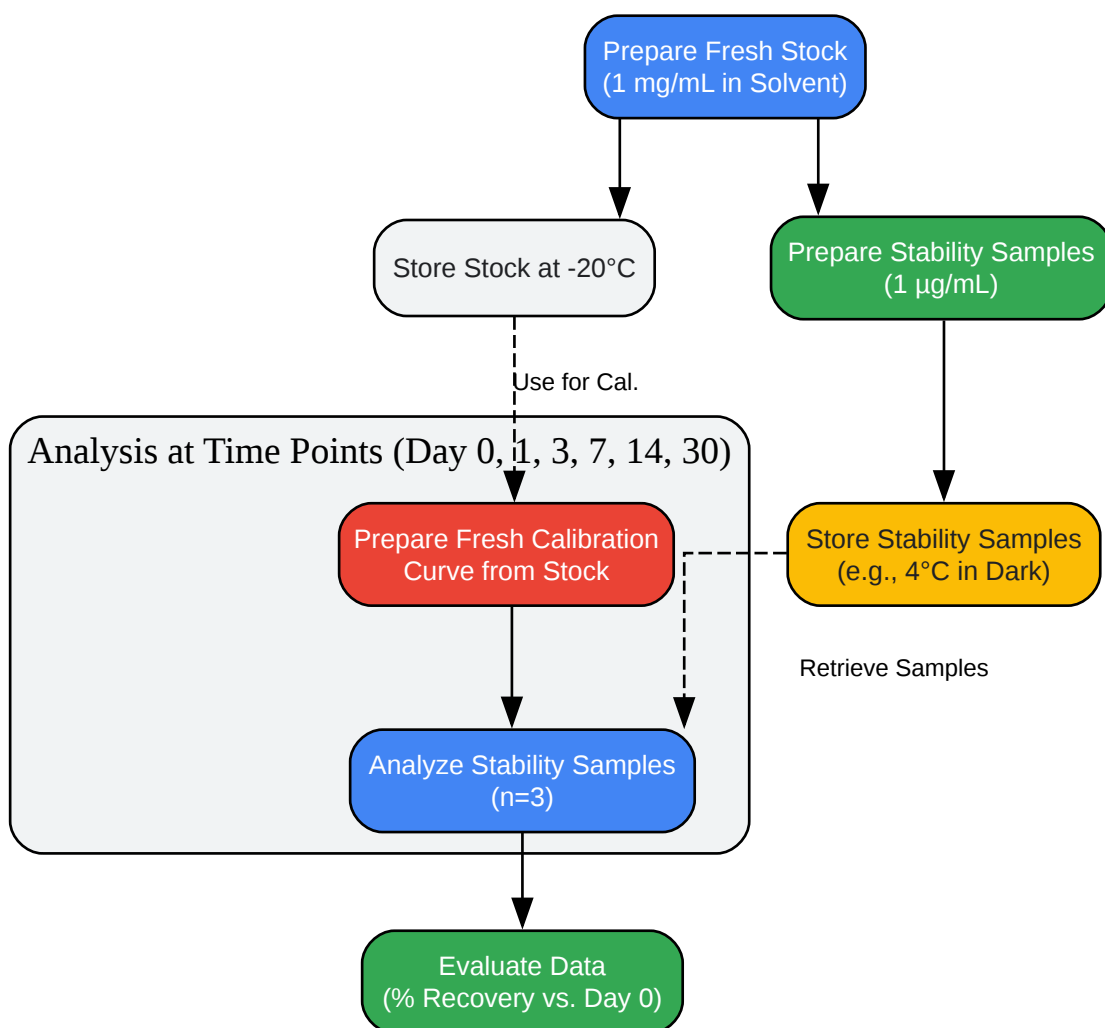 Prepare Fresh Stock
(1 mg/mL in Solvent)
Store Stock at -20°C
Prepare Stability Samples
(1 µg/mL)
Use for Cal.
Analysis at Time Points (Day 0, 1, 3, 7, 14, 30)
Prepare Fresh Calibration
Curve from Stock
Store Stability Samples
(e.g., 4°C in Dark)
Retrieve Samples
Analyze Stability Samples
(n=3)
Evaluate Data
(% Recovery vs. Day 0)